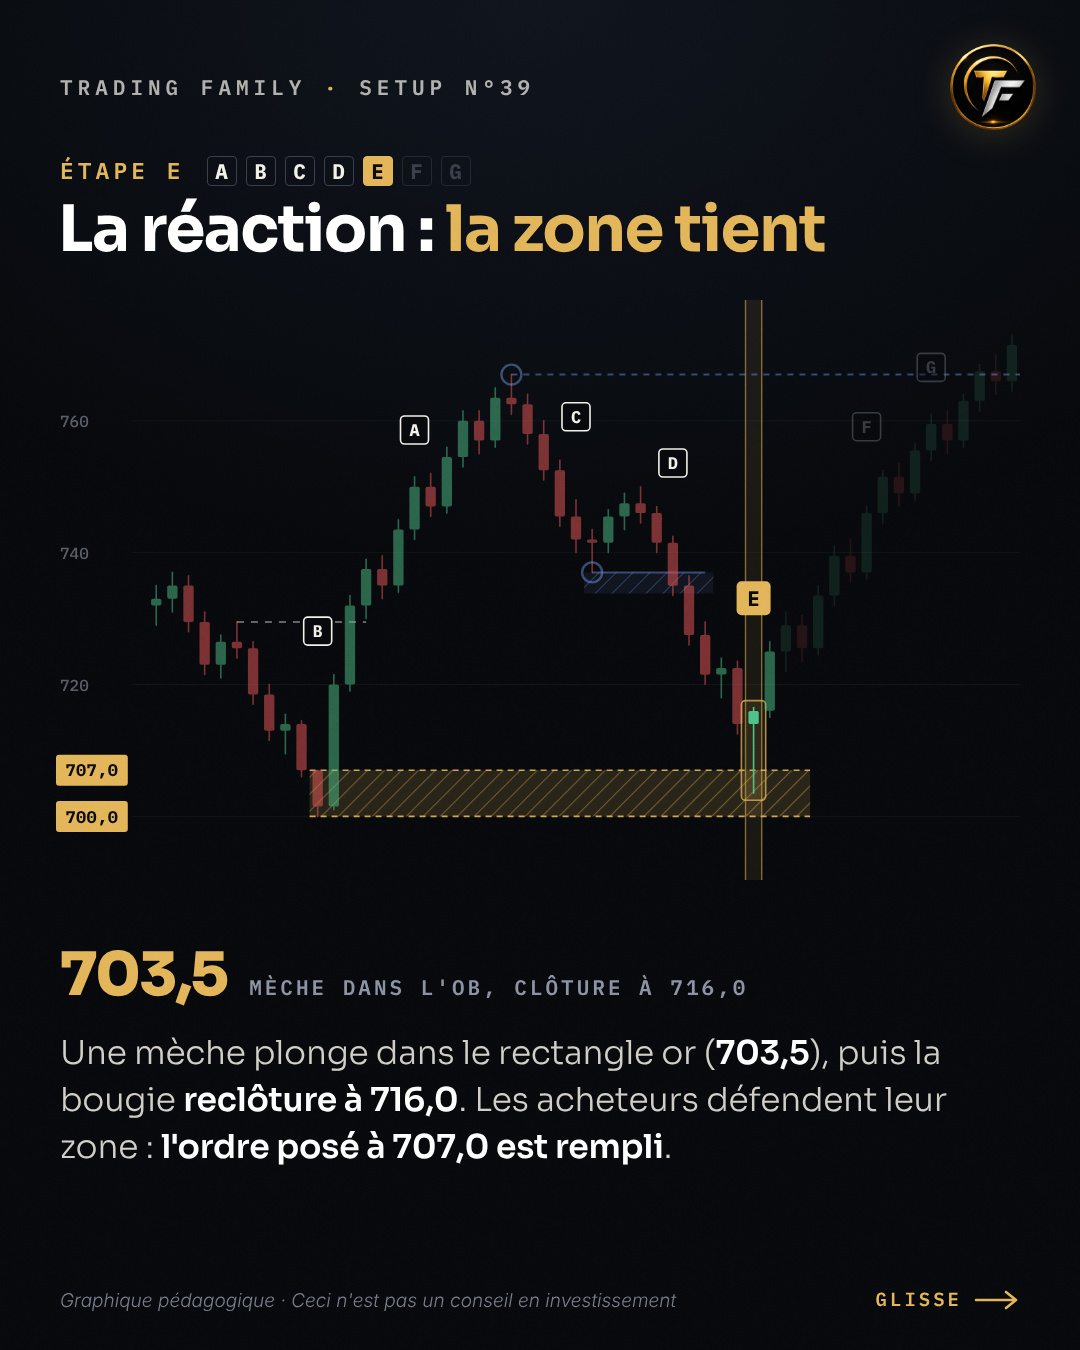 TRADING FAMILY · SETUP N°39
TF
ÉTAPE E A B C D E F G
La réaction : la zone tient
G
C
A
760
F
D
740
E
B
720
707,0
700,0
703,5 MÈCHE DANS L'OB, CLÔTURE À 716,0
Une mèche plonge dans le rectangle or (703,5), puis la
bougie reclôture à 716,0. Les acheteurs défendent leur
zone : l'ordre posé à 707,0 est rempli.
Graphique pédagogique · Ceci n'est pas un conseil en investissement
GLISSE →